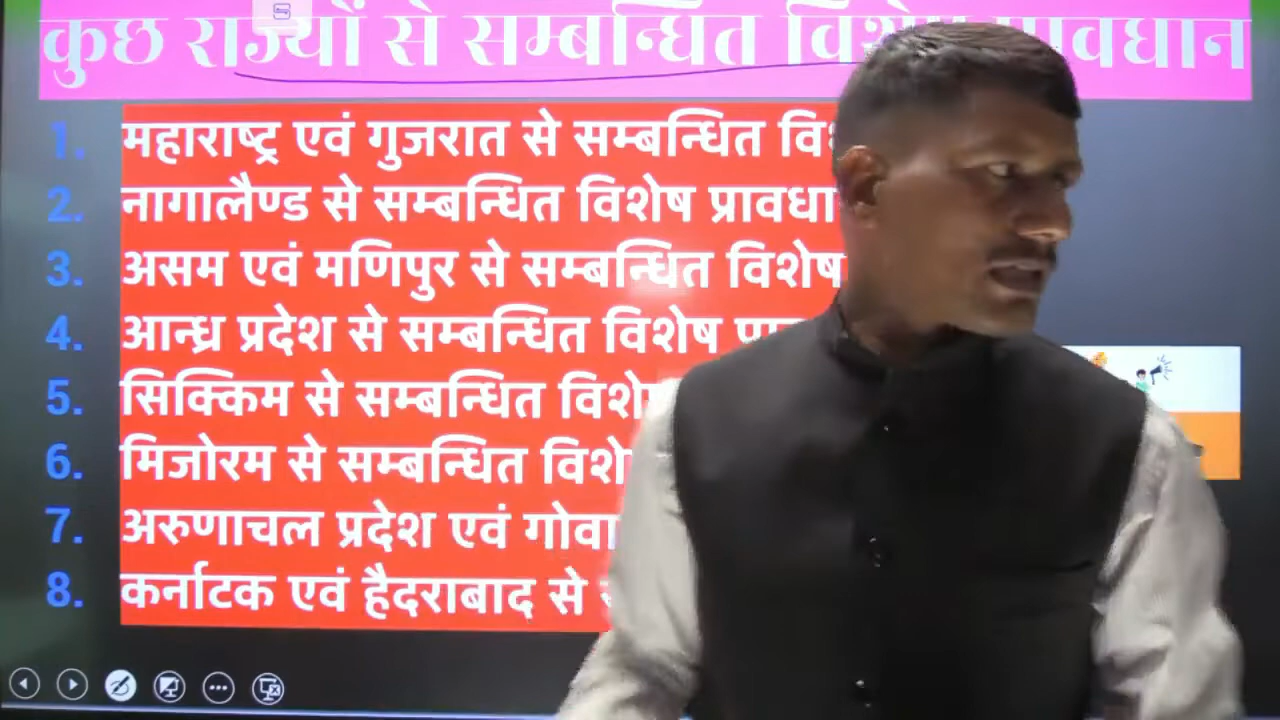 कुछ राज्यों से सम्बन्धित प्रावधान
1. महाराष्ट्र एवं गुजरात से सम्बन्धित
2. नागालैण्ड से सम्बन्धित विशेष
3. असम एवं मणिपुर से सम्बन्धित विशेष
4. आन्ध्र प्रदेश से सम्बन्धित विशेष
5. सिक्किम से सम्बन्धित
6. मिजोरम से सम्बन्धित
7. अरुणाचल प्रदेश एवं गोवा
8. कर्नाटक एवं हैदराबाद से